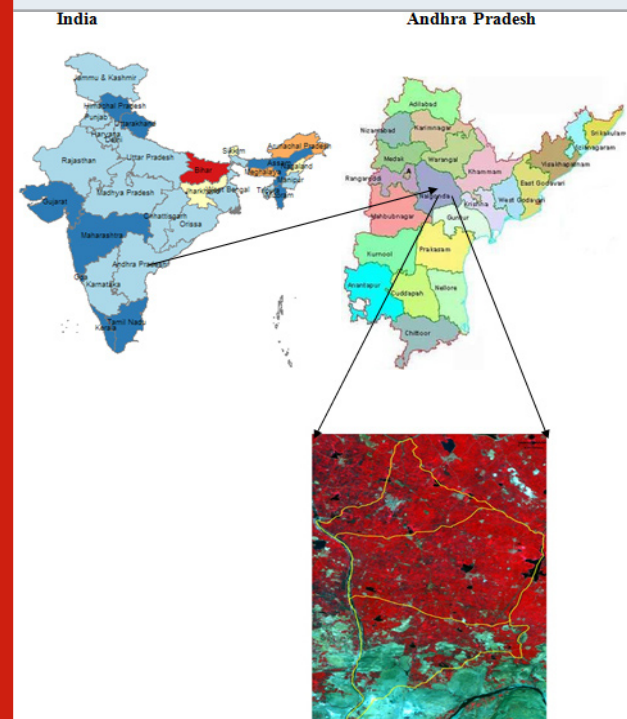 India
Andhra Pradesh
Jammu & Kashmir
Himachal Pradesh
Punjab
Uttarakhand
Haryana
Delhi
Rajasthan
Uttar Pradesh
Bihar
Sikkim
Arunachal Pradesh
Assam
Nagaland
Meghalaya
Manipur
Jharkhand
West Bengal
Gujarat
Madhya Pradesh
Chhattisgarh
Orissa
Maharashtra
Andhra Pradesh
Goa
Karnataka
Tamil Nadu
Kerala
Adilabad
Nizamabad
Karimnagar
Srikakulam
Vizianagaram
Medak
Warangal
Visakhapatnam
Rangareddi
Khammam
East Godavari
Nalgonda
Krishna
West Godavari
Mahbubnagar
Guntur
Kurnool
Prakasam
Anantapur
Cuddapah
Nellore
Chittoor